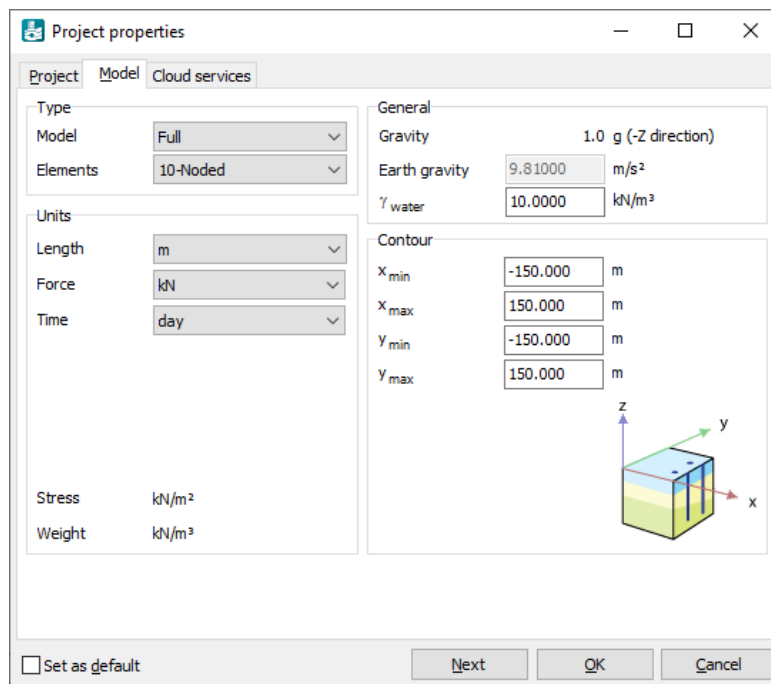 Project properties
Project Model Cloud services
Type
Model Full
Elements 10-Noded
Units
Length m
Force kN
Time day
Stress kN/m²
Weight kN/m³
General
Gravity 1.0 g (-Z direction)
Earth gravity 9.81000 m/s²
γ water 10.0000 kN/m³
Contour
x min -150.000 m
x max 150.000 m
y min -150.000 m
y max 150.000 m
z
y
x
Set as default Next OK Cancel